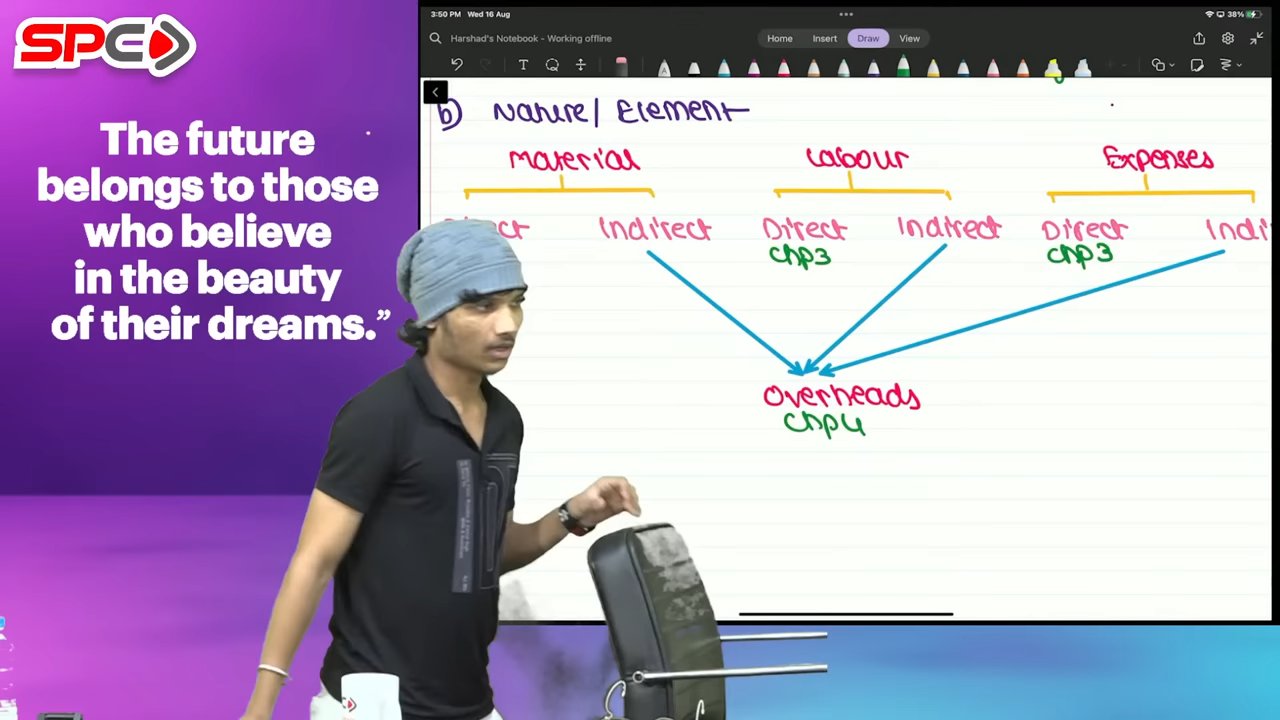 SPED
The future
belongs to those
who believe
in the beauty
of their dreams.”
3:50 PM Wed 16 Aug
38%
Harshad's Notebook - Working offline
Home Insert Draw View
b) Nature/ Element
Material Labour Expenses
Indirect Direct Indirect Direct
Chp3 Chp3
Overheads
Chp4